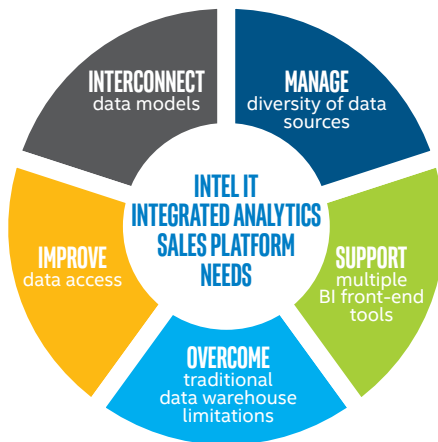 INTERCONNECT
data models
MANAGE
diversity of data
sources
INTEL IT
INTEGRATED ANALYTICS
SALES PLATFORM
NEEDS
IMPROVE
data access
SUPPORT
multiple
BI front-end
tools
OVERCOME
traditional
data warehouse
limitations